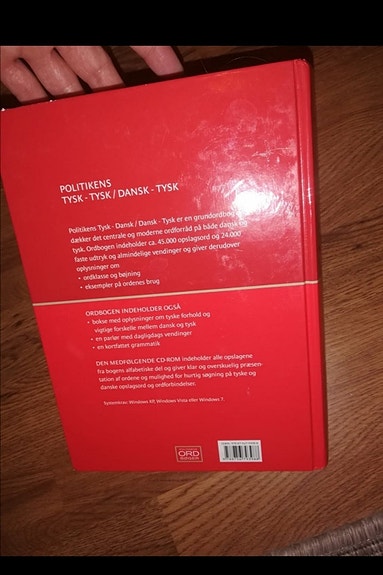 POLITIKENS
TYSK - TYSK / DANSK - TYSK
Politikens Tysk - Dansk / Dansk - Tysk er en grundordbog
dækker det centrale og moderne ordforråd på både dansk og
tysk. Ordbogen indeholder ca. 45.000 opslagsord og 24.000
faste udtryk og almindelige vendinger og giver derudover
oplysninger om
• ordklasse og bøjning
• eksempler på ordenes brug
ORDBOGEN INDEHOLDER OGSÅ
• bokse med oplysninger om tyske forhold og
vigtige forskelle mellem dansk og tysk
• en parlør med dagligdags vendinger
• en kortfattet grammatik
DEN MEDFØLGENDE CD-ROM indeholder alle opslagene
fra bogens alfabetiske del og giver klar og overskuelig præsen-
tation af ordene og mulighed for hurtig søgning på tyske og
danske opslagsord og ordforbindelser.
Systemkrav: Windows XP, Windows Vista eller Windows 7.
ORD
BØGER